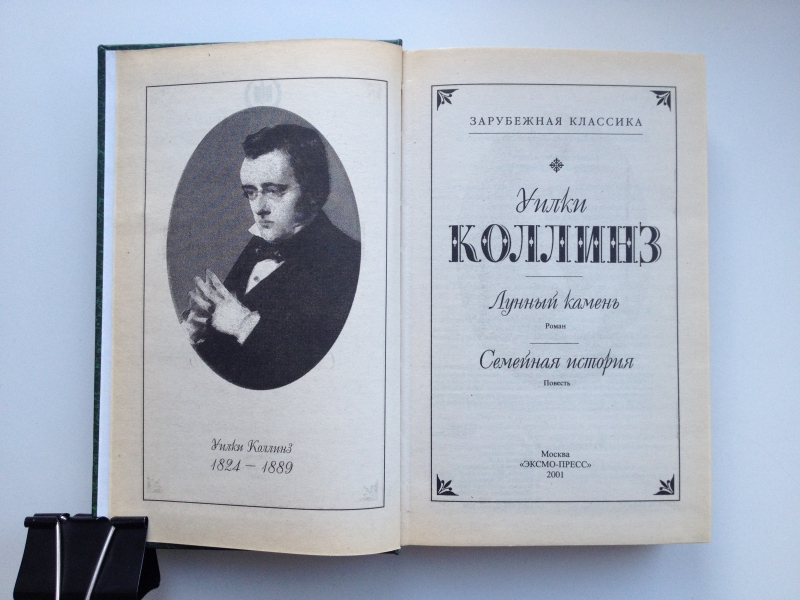 Уилки Коллинз
1824 — 1889
ЗАРУБЕЖНАЯ КЛАССИКА
Уилки
КОЛЛИНЗ
Лунный камень
Роман
Семейная история
Повесть
Москва
«ЭКСМО-ПРЕСС»
2001